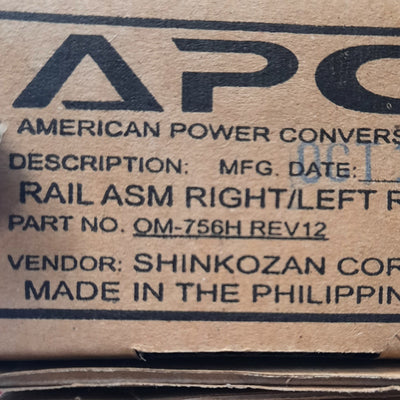 APC
AMERICAN POWER CONVERS
DESCRIPTION: MFG. DATE: OCT
RAIL ASM RIGHT/LEFT R
PART NO. OM-756H REV12
VENDOR: SHINKOZAN COR
MADE IN THE PHILIPPIN